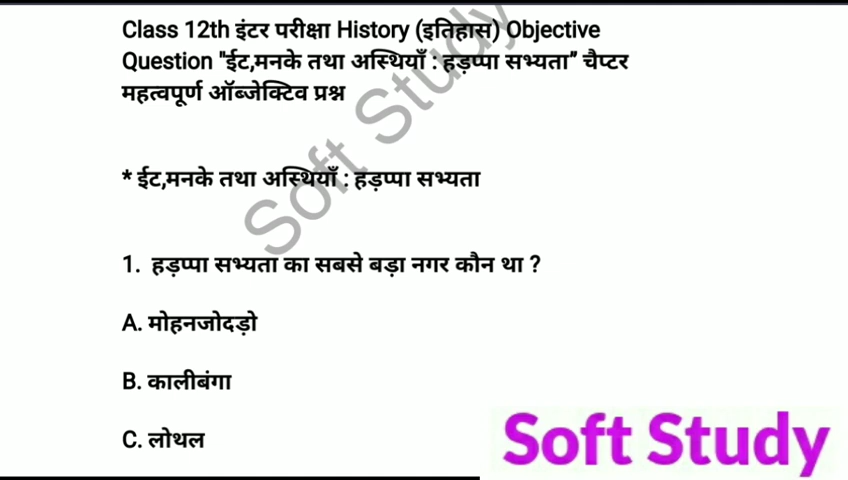 Class 12th इंटर परीक्षा History (इतिहास) Objective
Question "ईट,मनके तथा अस्थियाँ : हड़प्पा सभ्यता” चैप्टर
महत्वपूर्ण ऑब्जेक्टिव प्रश्न
* ईट,मनके तथा अस्थियाँ : हड़प्पा सभ्यता
1. हड़प्पा सभ्यता का सबसे बड़ा नगर कौन था ?
A. मोहनजोदड़ो
B. कालीबंगा
C. लोथल
Soft Study
Soft Study